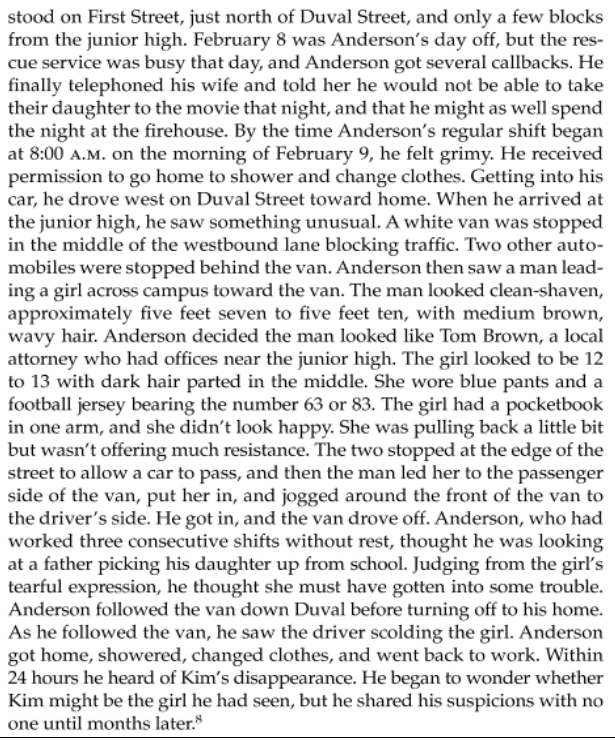 stood on First Street, just north of Duval Street, and only a few blocks
from the junior high. February 8 was Anderson's day off, but the res-
cue service was busy that day, and Anderson got several callbacks. He
finally telephoned his wife and told her he would not be able to take
their daughter to the movie that night, and that he might as well spend
the night at the firehouse. By the time Anderson's regular shift began
at 8:00 A.M. on the morning of February 9, he felt grimy. He received
permission to go home to shower and change clothes. Getting into his
car, he drove west on Duval Street toward home. When he arrived at
the junior high, he saw something unusual. A white van was stopped
in the middle of the westbound lane blocking traffic. Two other auto-
mobiles were stopped behind the van. Anderson then saw a man lead-
ing a girl across campus toward the van. The man looked clean-shaven,
approximately five feet seven to five feet ten, with medium brown,
wavy hair. Anderson decided the man looked like Tom Brown, a local
attorney who had offices near the junior high. The girl looked to be 12
to 13 with dark hair parted in the middle. She wore blue pants and a
football jersey bearing the number 63 or 83. The girl had a pocketbook
in one arm, and she didn't look happy. She was pulling back a little bit
but wasn't offering much resistance. The two stopped at the edge of the
street to allow a car to pass, and then the man led her to the passenger
side of the van, put her in, and jogged around the front of the van to
the driver's side. He got in, and the van drove off. Anderson, who had
worked three consecutive shifts without rest, thought he was looking
at a father picking his daughter up from school. Judging from the girl's
tearful expression, he thought she must have gotten into some trouble.
Anderson followed the van down Duval before turning off to his home.
As he followed the van, he saw the driver scolding the girl. Anderson
got home, showered, changed clothes, and went back to work. Within
24 hours he heard of Kim's disappearance. He began to wonder whether
Kim might be the girl he had seen, but he shared his suspicions with no
one until months later.⁸